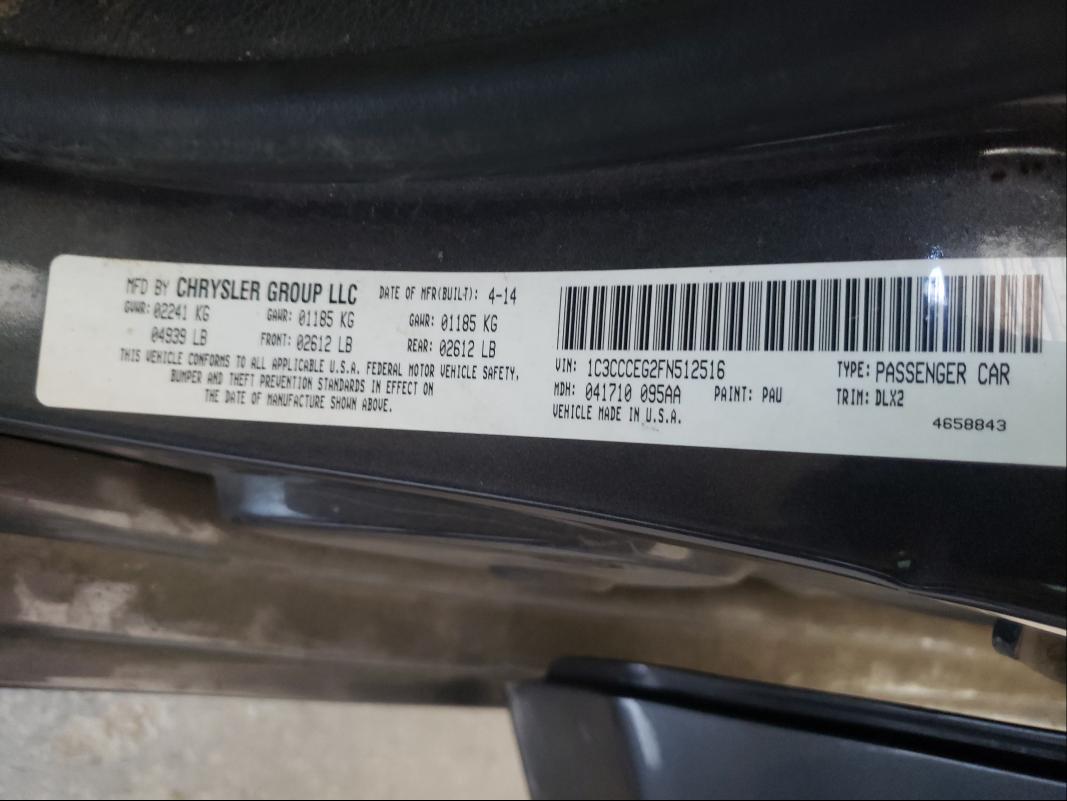 MFD BY CHRYSLER GROUP LLC DATE OF MFR(BUILT): 4-14
GVWR: 02241 KG GAWR: 01185 KG GAWR: 01185 KG
04939 LB FRONT: 02612 LB REAR: 02612 LB
THIS VEHICLE CONFORMS TO ALL APPLICABLE U.S.A. FEDERAL MOTOR VEHICLE SAFETY,
BUMPER AND THEFT PREVENTION STANDARDS IN EFFECT ON
THE DATE OF MANUFACTURE SHOWN ABOVE.
VIN: 1C3CCCEG2FN512516 TYPE: PASSENGER CAR
MDH: 041710 095AA PAINT: PAU TRIM: DLX2
VEHICLE MADE IN U.S.A.
4658843